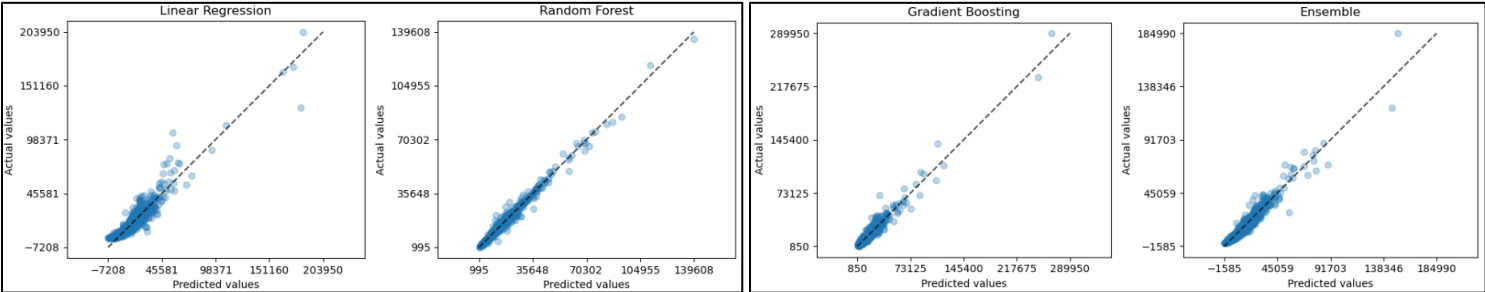 Linear Regression
203950
151160
98371
45581
−7208
Actual values
−7208 45581 98371 151160 203950
Predicted values
Random Forest
139608
104955
70302
35648
995
Actual values
995 35648 70302 104955 139608
Predicted values
Gradient Boosting
289950
217675
145400
73125
850
Actual values
850 73125 145400 217675 289950
Predicted values
Ensemble
184990
138346
91703
45059
−1585
Actual values
−1585 45059 91703 138346 184990
Predicted values